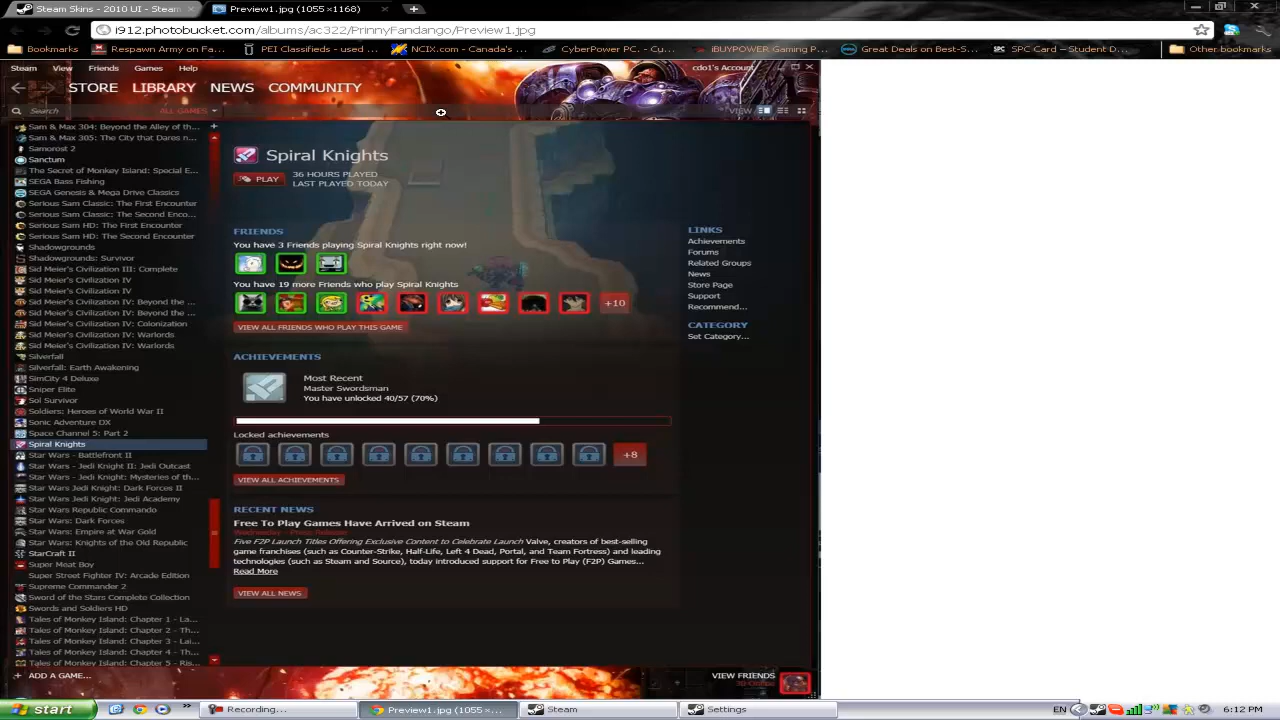 Steam Skins - 2010 UI - Steam
Preview1.jpg (1055×1168)
i912.photobucket.com/albums/ac322/PrinnyFandango/Preview1.jpg
Bookmarks
Respawn Army on Fa...
PEI Classifieds - used ...
NCIX.com - Canada's ...
CyberPower PC. - Cu...
iBUYPOWER Gaming P...
Great Deals on Best-S...
SPC Card – Student D...
Other bookmarks
Steam View Friends Games Help
cdo1's Account
STORE LIBRARY NEWS COMMUNITY
Search
ALL GAMES
VIEW
Sam & Max 304: Beyond the Alley of th...
Sam & Max 305: The City that Dares n...
Samorost 2
Sanctum
The Secret of Monkey Island: Special E...
SEGA Bass Fishing
SEGA Genesis & Mega Drive Classics
Serious Sam Classic: The First Encounter
Serious Sam Classic: The Second Enco...
Serious Sam HD: The First Encounter
Serious Sam HD: The Second Encounter
Shadowgrounds
Shadowgrounds: Survivor
Sid Meier's Civilization III: Complete
Sid Meier's Civilization IV
Sid Meier's Civilization IV
Sid Meier's Civilization IV: Beyond the ...
Sid Meier's Civilization IV: Beyond the ...
Sid Meier's Civilization IV: Colonization
Sid Meier's Civilization IV: Warlords
Sid Meier's Civilization IV: Warlords
Silverfall
Silverfall: Earth Awakening
SimCity 4 Deluxe
Sniper Elite
Sol Survivor
Soldiers: Heroes of World War II
Sonic Adventure DX
Space Channel 5: Part 2
Spiral Knights
Star Wars - Battlefront II
Star Wars - Jedi Knight II: Jedi Outcast
Star Wars - Jedi Knight: Mysteries of th...
Star Wars Jedi Knight: Dark Forces II
Star Wars Jedi Knight: Jedi Academy
Star Wars Republic Commando
Star Wars: Dark Forces
Star Wars: Empire at War Gold
Star Wars: Knights of the Old Republic
StarCraft II
Super Meat Boy
Super Street Fighter IV: Arcade Edition
Supreme Commander 2
Sword of the Stars Complete Collection
Swords and Soldiers HD
Tales of Monkey Island: Chapter 1 - La...
Tales of Monkey Island: Chapter 2 - Th...
Tales of Monkey Island: Chapter 3 - Lai...
Tales of Monkey Island: Chapter 4 - Th...
Tales of Monkey Island: Chapter 5 - Ris...
+ ADD A GAME...
Spiral Knights
PLAY
36 HOURS PLAYED
LAST PLAYED TODAY
FRIENDS
You have 3 Friends playing Spiral Knights right now!
You have 19 more Friends who play Spiral Knights
+10
VIEW ALL FRIENDS WHO PLAY THIS GAME
ACHIEVEMENTS
Most Recent
Master Swordsman
You have unlocked 40/57 (70%)
Locked achievements
+8
VIEW ALL ACHIEVEMENTS
RECENT NEWS
Free To Play Games Have Arrived on Steam
Wednesday - Press Release
Five F2P Launch Titles Offering Exclusive Content to Celebrate Launch Valve, creators of best-selling
game franchises (such as Counter-Strike, Half-Life, Left 4 Dead, Portal, and Team Fortress) and leading
technologies (such as Steam and Source), today introduced support for Free to Play (F2P) Games...
Read More
VIEW ALL NEWS
LINKS
Achievements
Forums
Related Groups
News
Store Page
Support
Recommend...
CATEGORY
Set Category...
VIEW FRIENDS
start
Recording...
Preview1.jpg (1055×...
Steam
Settings
EN
6:12 PM